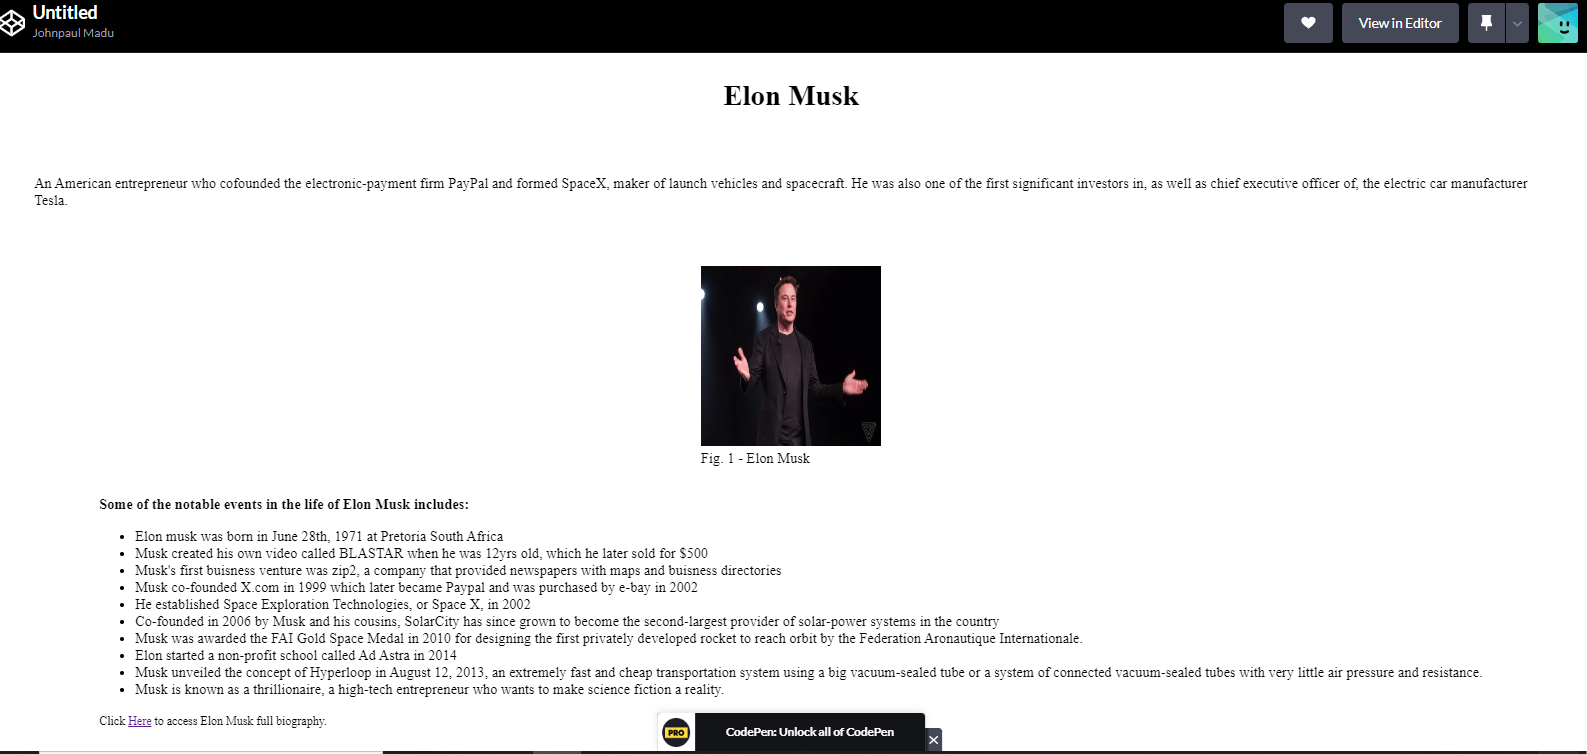 Untitled
Johnpaul Madu
View in Editor
Elon Musk
An American entrepreneur who cofounded the electronic-payment firm PayPal and formed SpaceX, maker of launch vehicles and spacecraft. He was also one of the first significant investors in, as well as chief executive officer of, the electric car manufacturer
Tesla.
Fig. 1 - Elon Musk
Some of the notable events in the life of Elon Musk includes:
• Elon musk was born in June 28th, 1971 at Pretoria South Africa
• Musk created his own video called BLASTAR when he was 12yrs old, which he later sold for $500
• Musk's first buisness venture was zip2, a company that provided newspapers with maps and buisness directories
• Musk co-founded X.com in 1999 which later became Paypal and was purchased by e-bay in 2002
• He established Space Exploration Technologies, or Space X, in 2002
• Co-founded in 2006 by Musk and his cousins, SolarCity has since grown to become the second-largest provider of solar-power systems in the country
• Musk was awarded the FAI Gold Space Medal in 2010 for designing the first privately developed rocket to reach orbit by the Federation Aronautique Internationale.
• Elon started a non-profit school called Ad Astra in 2014
• Musk unveiled the concept of Hyperloop in August 12, 2013, an extremely fast and cheap transportation system using a big vacuum-sealed tube or a system of connected vacuum-sealed tubes with very little air pressure and resistance.
• Musk is known as a thrillionaire, a high-tech entrepreneur who wants to make science fiction a reality.
Click Here to access Elon Musk full biography.
PRO CodePen: Unlock all of CodePen